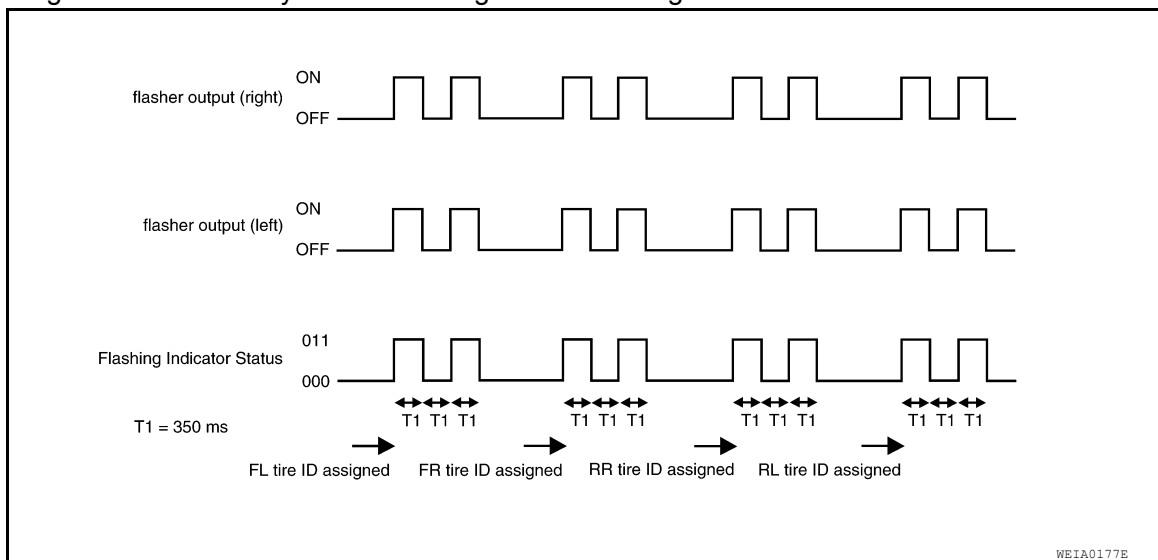 ON
flasher output (right)
OFF
ON
flasher output (left)
OFF
011
Flashing Indicator Status
000
T1 T1 T1 T1 T1 T1 T1 T1 T1 T1 T1 T1
T1 = 350 ms
FL tire ID assigned FR tire ID assigned RR tire ID assigned RL tire ID assigned
WEIA0177E